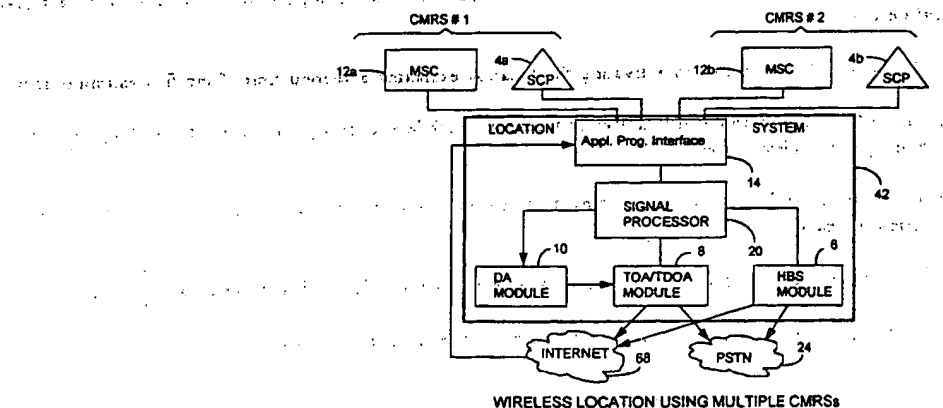 CMRS # 1
CMRS # 2
12a
MSC
4a
SCP
12b
MSC
4b
SCP
LOCATION
SYSTEM
Appl. Prog. Interface
14
42
SIGNAL
PROCESSOR
20
10
8
6
DA
MODULE
TOA/TDOA
MODULE
HBS
MODULE
INTERNET
68
PSTN
24
WIRELESS LOCATION USING MULTIPLE CMRSs